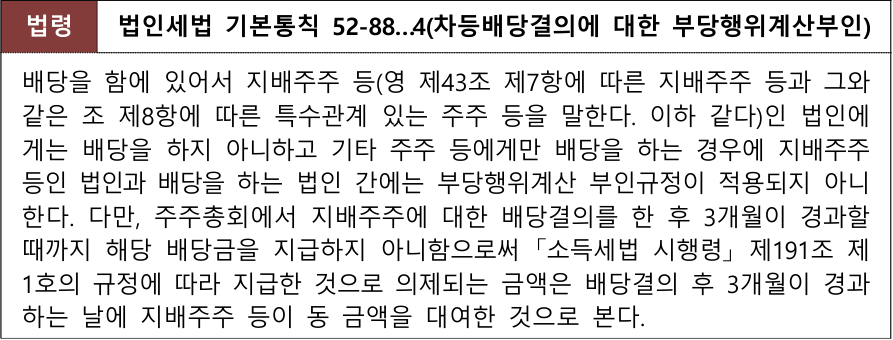 법령 법인세법 기본통칙 52-88…4(차등배당결의에 대한 부당행위계산부인)
배당을 함에 있어서 지배주주 등(영 제43조 제7항에 따른 지배주주 등과 그와
같은 조 제8항에 따른 특수관계 있는 주주 등을 말한다. 이하 같다)인 법인에
게는 배당을 하지 아니하고 기타 주주 등에게만 배당을 하는 경우에 지배주주
등인 법인과 배당을 하는 법인 간에는 부당행위계산 부인규정이 적용되지 아니
한다. 다만, 주주총회에서 지배주주에 대한 배당결의를 한 후 3개월이 경과할
때까지 해당 배당금을 지급하지 아니함으로써「소득세법 시행령」제191조 제
1호의 규정에 따라 지급한 것으로 의제되는 금액은 배당결의 후 3개월이 경과
하는 날에 지배주주 등이 동 금액을 대여한 것으로 본다.